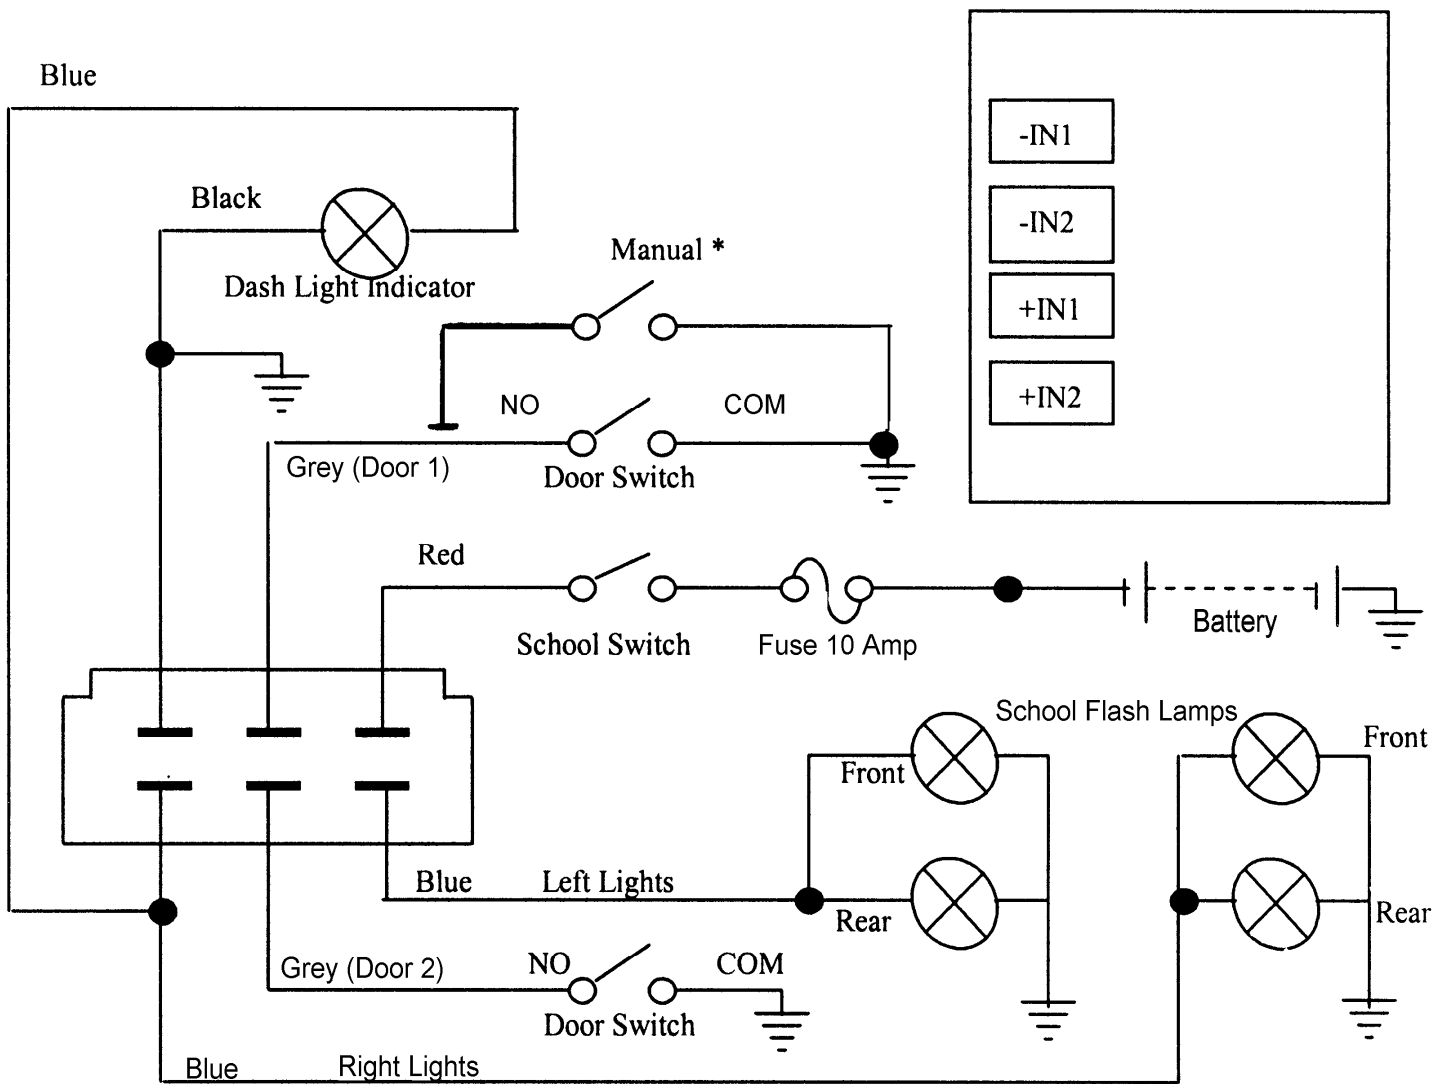 Blue
-IN1
Black
-IN2
Manual *
Dash Light Indicator
+IN1
NO
COM
+IN2
Grey (Door 1)
Door Switch
Red
School Switch
Fuse 10 Amp
Battery
School Flash Lamps
Front
Front
Blue
Left Lights
Rear
Rear
Grey (Door 2)
NO
COM
Door Switch
Blue
Right Lights